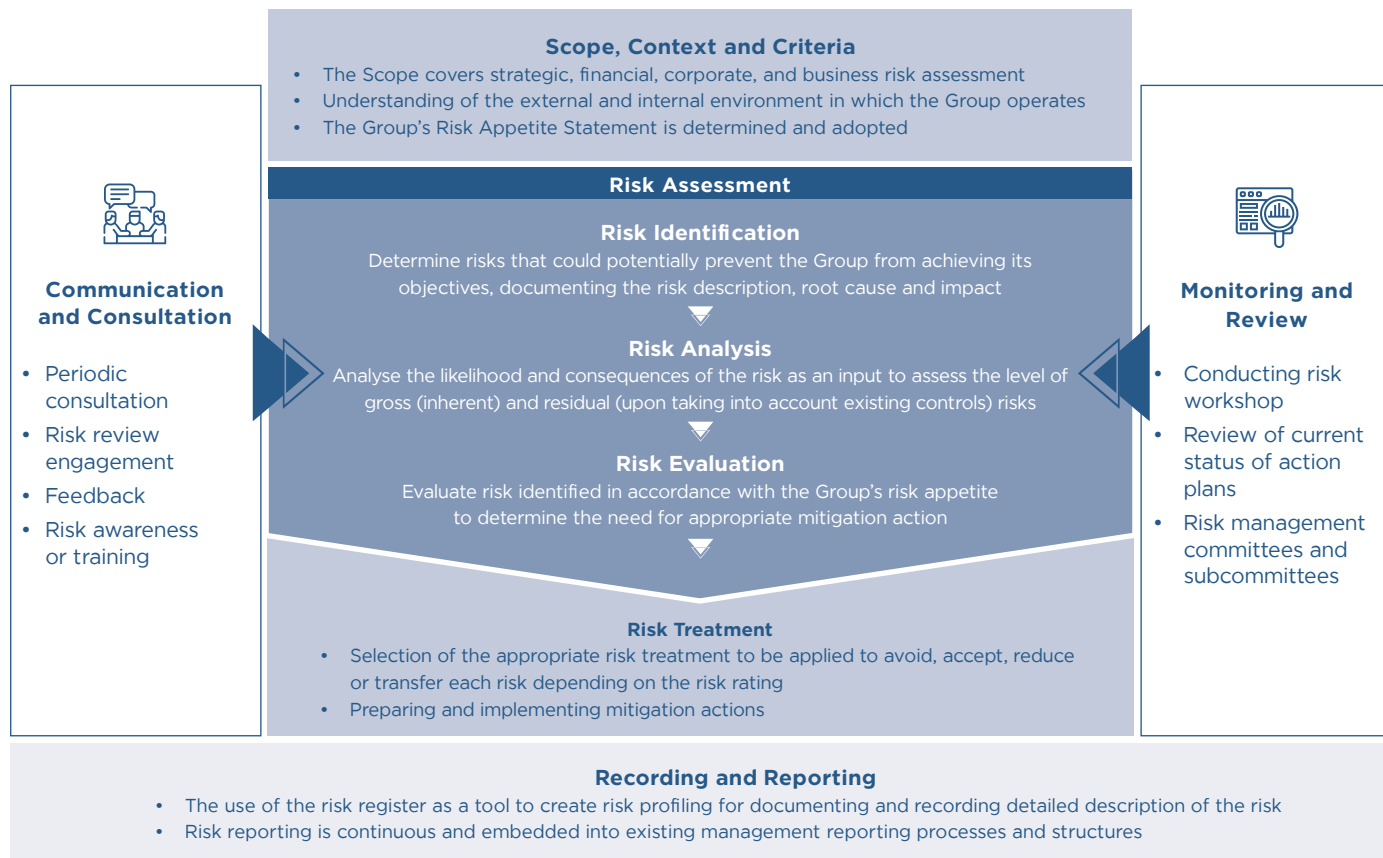 Scope, Context and Criteria
• The Scope covers strategic, financial, corporate, and business risk assessment
• Understanding of the external and internal environment in which the Group operates
• The Group’s Risk Appetite Statement is determined and adopted
Communication
and Consultation
• Periodic
consultation
• Risk review
engagement
• Feedback
• Risk awareness
or training
Risk Assessment
Risk Identification
Determine risks that could potentially prevent the Group from achieving its
objectives, documenting the risk description, root cause and impact
Risk Analysis
Analyse the likelihood and consequences of the risk as an input to assess the level of
gross (inherent) and residual (upon taking into account existing controls) risks
Risk Evaluation
Evaluate risk identified in accordance with the Group’s risk appetite
to determine the need for appropriate mitigation action
Risk Treatment
• Selection of the appropriate risk treatment to be applied to avoid, accept, reduce
or transfer each risk depending on the risk rating
• Preparing and implementing mitigation actions
Monitoring and
Review
• Conducting risk
workshop
• Review of current
status of action
plans
• Risk management
committees and
subcommittees
Recording and Reporting
• The use of the risk register as a tool to create risk profiling for documenting and recording detailed description of the risk
• Risk reporting is continuous and embedded into existing management reporting processes and structures